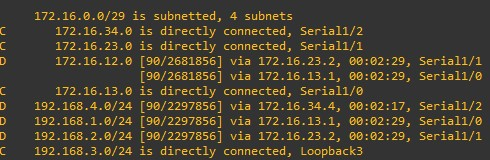 172.16.0.0/29 is subnetted, 4 subnets
C 172.16.34.0 is directly connected, Serial1/2
C 172.16.23.0 is directly connected, Serial1/1
D 172.16.12.0 [90/2681856] via 172.16.23.2, 00:02:29, Serial1/1
[90/2681856] via 172.16.13.1, 00:02:29, Serial1/0
C 172.16.13.0 is directly connected, Serial1/0
D 192.168.4.0/24 [90/2297856] via 172.16.34.4, 00:02:17, Serial1/2
D 192.168.1.0/24 [90/2297856] via 172.16.13.1, 00:02:29, Serial1/0
D 192.168.2.0/24 [90/2297856] via 172.16.23.2, 00:02:29, Serial1/1
C 192.168.3.0/24 is directly connected, Loopback3